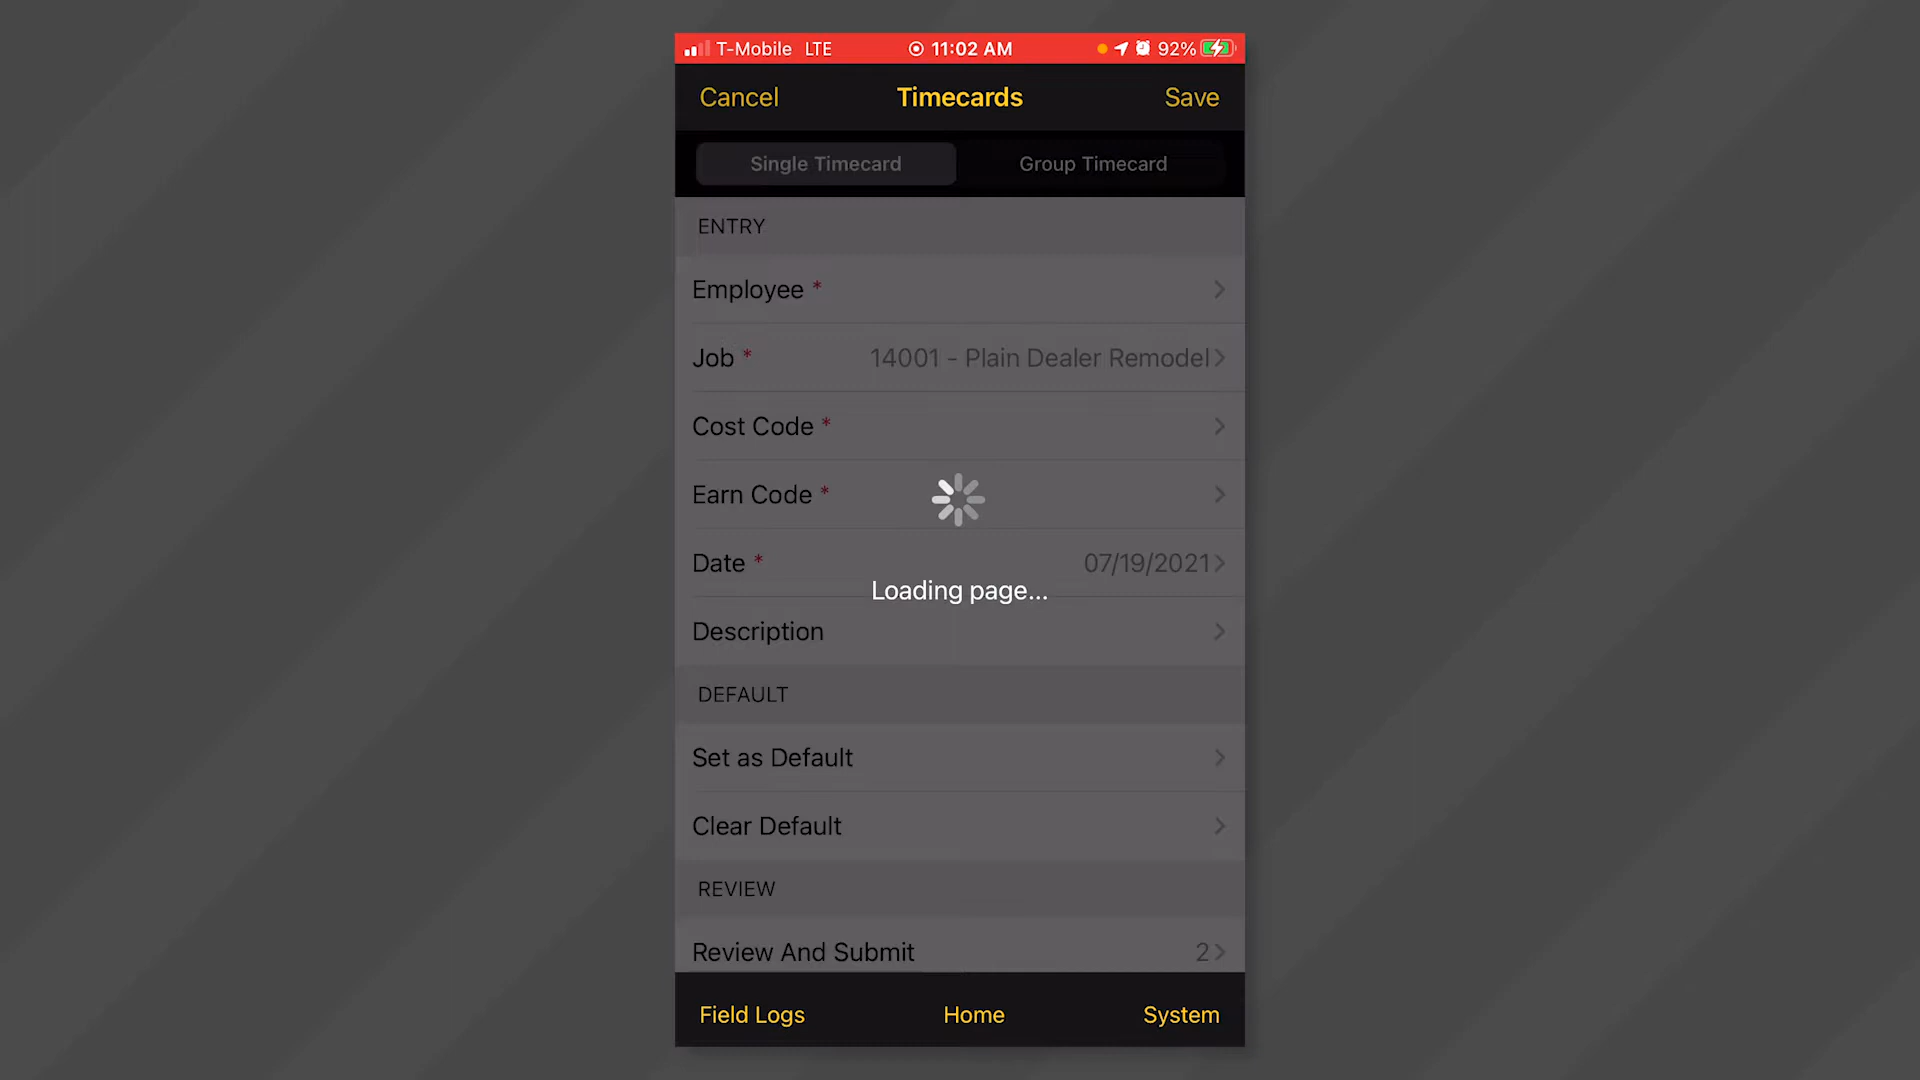 T-Mobile LTE 11:02 AM 92%
Cancel Timecards Save
Single Timecard Group Timecard
ENTRY
Employee *
Job * 14001 - Plain Dealer Remodel
Cost Code *
Earn Code *
Date * 07/19/2021
Loading page...
Description
DEFAULT
Set as Default
Clear Default
REVIEW
Review And Submit 2
Field Logs Home System